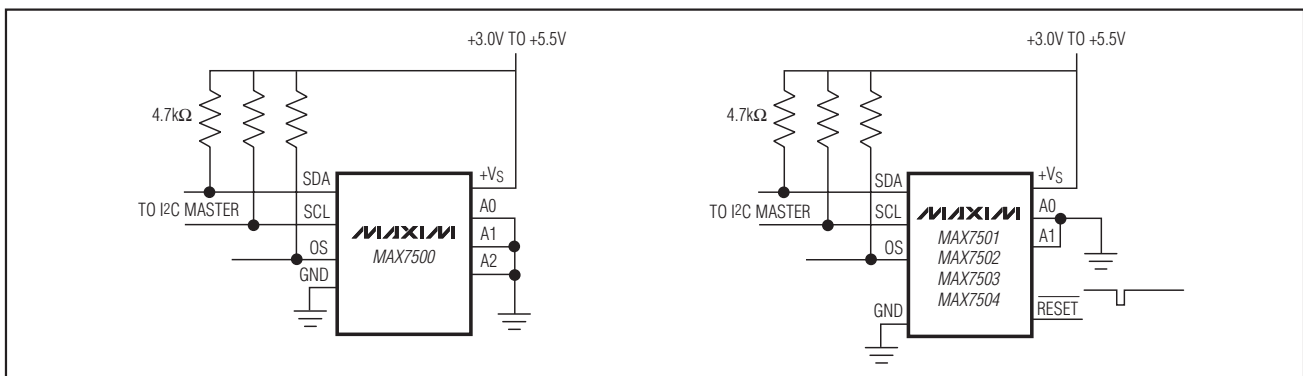 +3.0V TO +5.5V
4.7kΩ
SDA
+VS
TO I2C MASTER
SCL
A0
MAXIM
MAX7500
A1
OS
A2
GND
+3.0V TO +5.5V
4.7kΩ
SDA
+VS
TO I2C MASTER
SCL
A0
MAXIM
MAX7501
A1
OS
MAX7502
MAX7503
MAX7504
GND
RESET